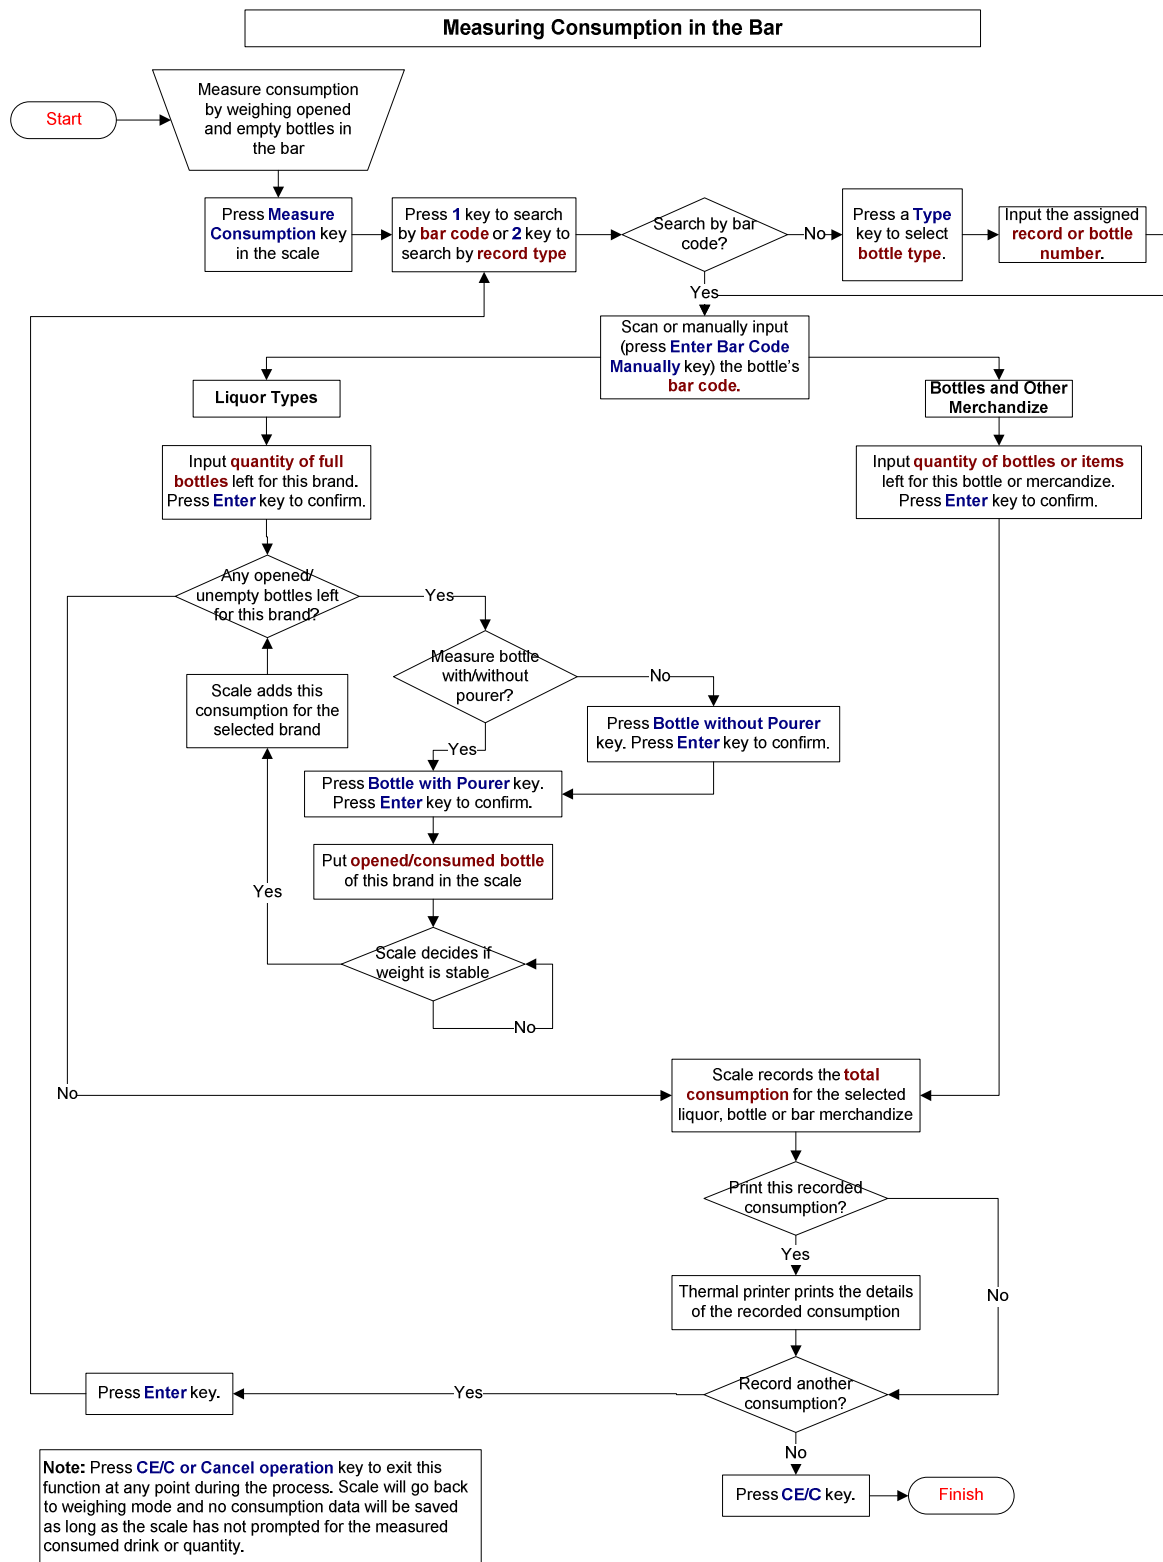 Measuring Consumption in the Bar
Start
Measure consumption
by weighing opened
and empty bottles in
the bar
Press Measure
Consumption key
in the scale
Press 1 key to search
by bar code or 2 key to
search by record type
Search by bar
code?
No
Press a Type
key to select
bottle type.
Input the assigned
record or bottle
number.
Yes
Scan or manually input
(press Enter Bar Code
Manually key) the bottle's
bar code.
Liquor Types
Bottles and Other
Merchandize
Input quantity of full
bottles left for this brand.
Press Enter key to confirm.
Input quantity of bottles or items
left for this bottle or mercandize.
Press Enter key to confirm.
Any opened/
unempty bottles left
for this brand?
Yes
Measure bottle
with/without
pourer?
No
Scale adds this
consumption for the
selected brand
Press Bottle without Pourer
key. Press Enter key to confirm.
Yes
Press Bottle with Pourer key.
Press Enter key to confirm.
Put opened/consumed bottle
of this brand in the scale
Yes
Scale decides if
weight is stable
No
No
Scale records the total
consumption for the selected
liquor, bottle or bar merchandize
Print this recorded
consumption?
Yes
No
Thermal printer prints the details
of the recorded consumption
Record another
consumption?
Yes
Press Enter key.
No
Press CE/C key.
Finish
Note: Press CE/C or Cancel operation key to exit this
function at any point during the process. Scale will go back
to weighing mode and no consumption data will be saved
as long as the scale has not prompted for the measured
consumed drink or quantity.